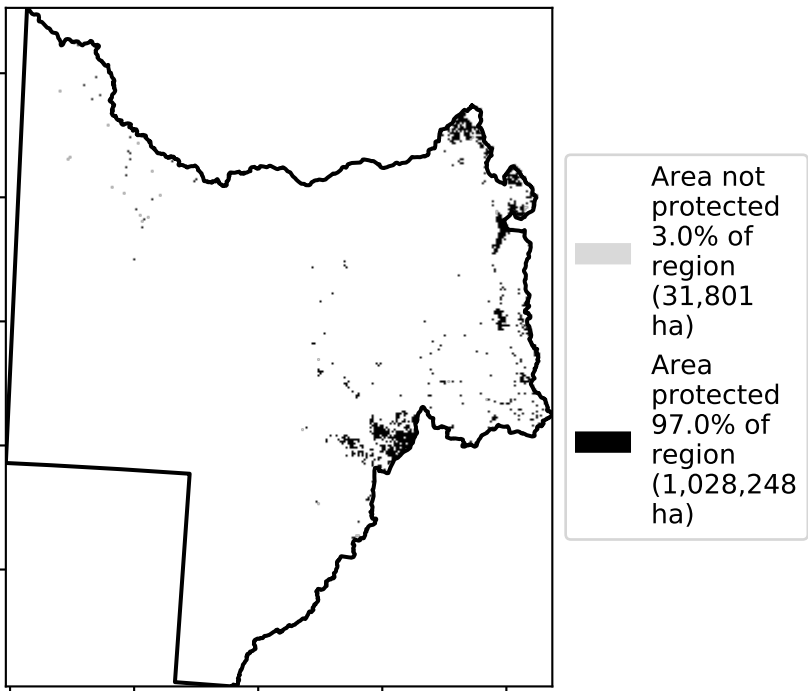 Area not
protected
3.0% of
region
(31,801
ha)
Area
protected
97.0% of
region
(1,028,248
ha)